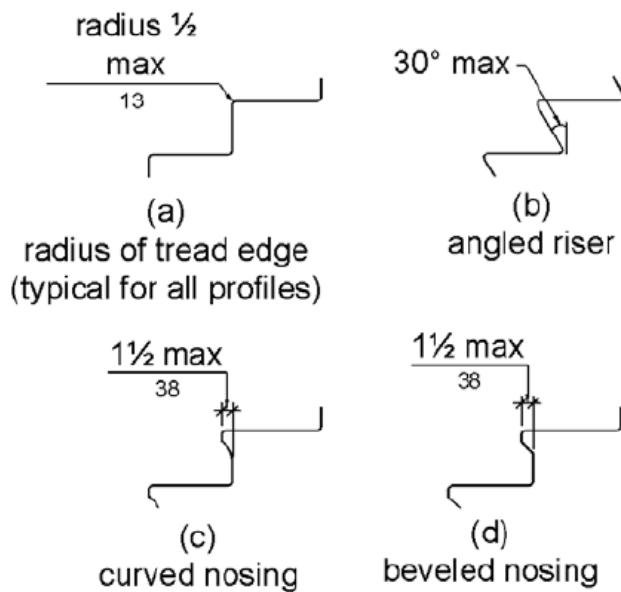 radius ½
max
13
(a)
radius of tread edge
(typical for all profiles)
30° max
(b)
angled riser
1½ max
38
(c)
curved nosing
1½ max
38
(d)
beveled nosing